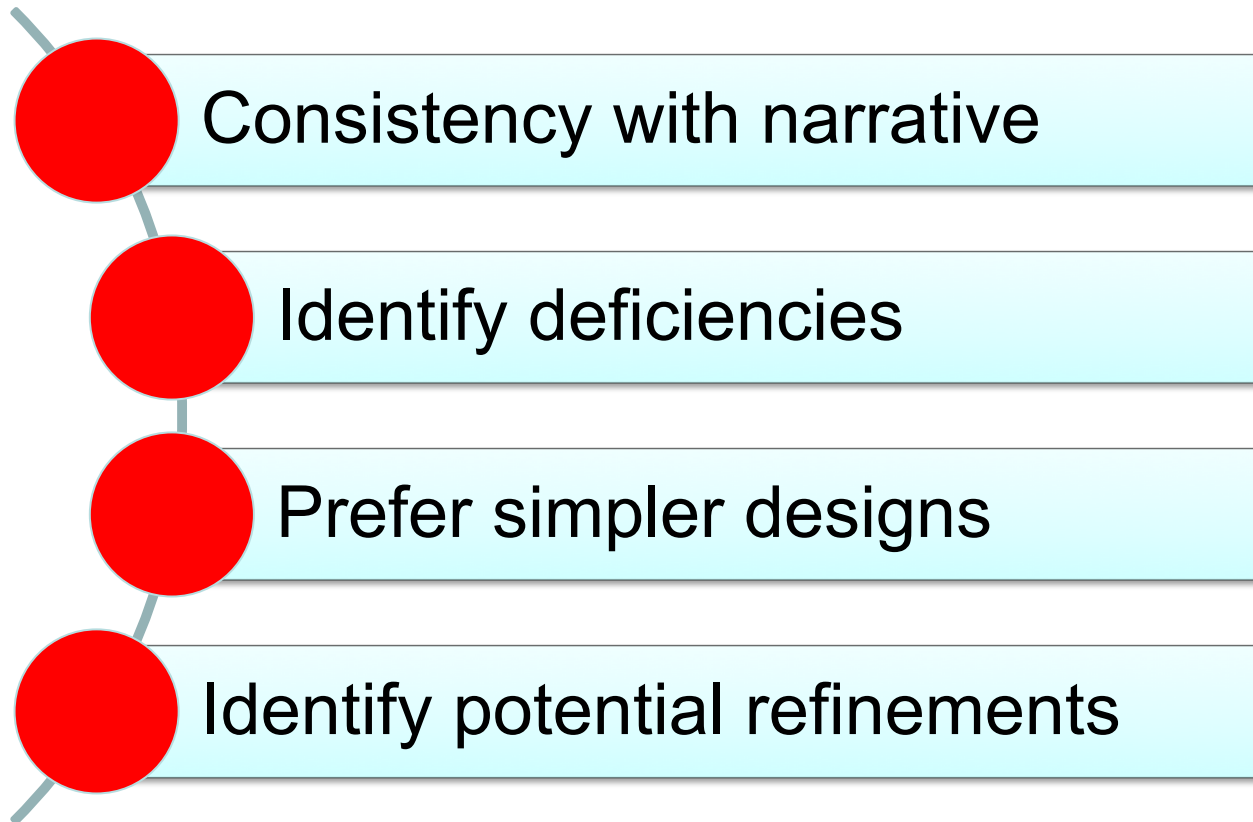 Consistency with narrative
Identify deficiencies
Prefer simpler designs
Identify potential refinements